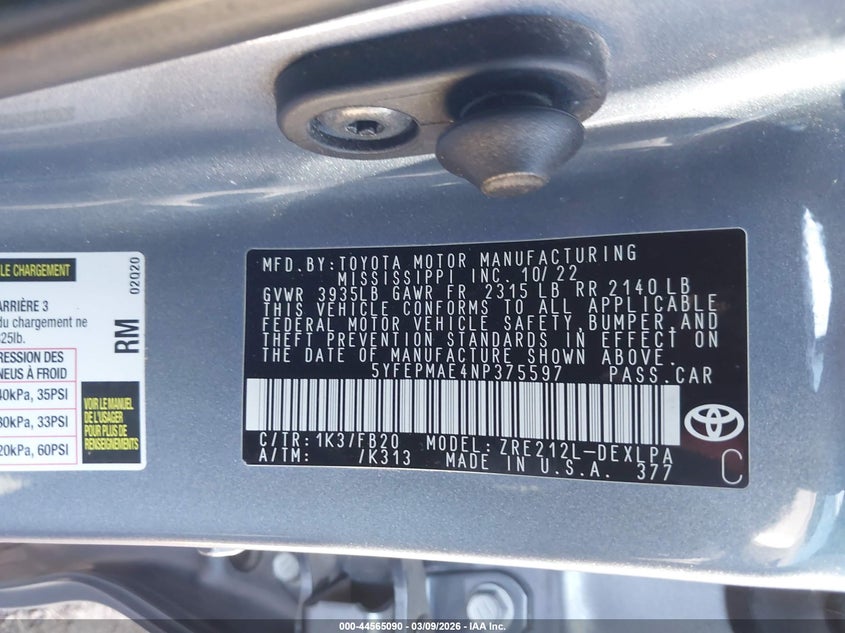 LE CHARGEMENT
ARRIÈRE 3
du chargement ne
825lb.
RESSION DES
NEUS À FROID
40kPa, 35PSI
30kPa, 33PSI
20kPa, 60PSI
02020
RM
VOIR LE MANUEL
DE L'USAGER
POUR PLUS DE
RENSEIGNEMENTS
MFD.BY:TOYOTA MOTOR MANUFACTURING
MISSISSIPPI INC. 10/22
GVWR 3935LB GAWR FR 2315 LB RR 2140 LB
THIS VEHICLE CONFORMS TO ALL APPLICABLE
FEDERAL MOTOR VEHICLE SAFETY,BUMPER,AND
THEFT PREVENTION STANDARDS IN EFFECT ON
THE DATE OF MANUFACTURE SHOWN ABOVE.
5YFEPMAE4NP375597 PASS.CAR
C/TR:1K3/FB20 MODEL:ZRE212L-DEXLPA
A/TM: /K313 MADE IN U.S.A. 377
C
000-44565090 - 03/09/2026 - IAA Inc.